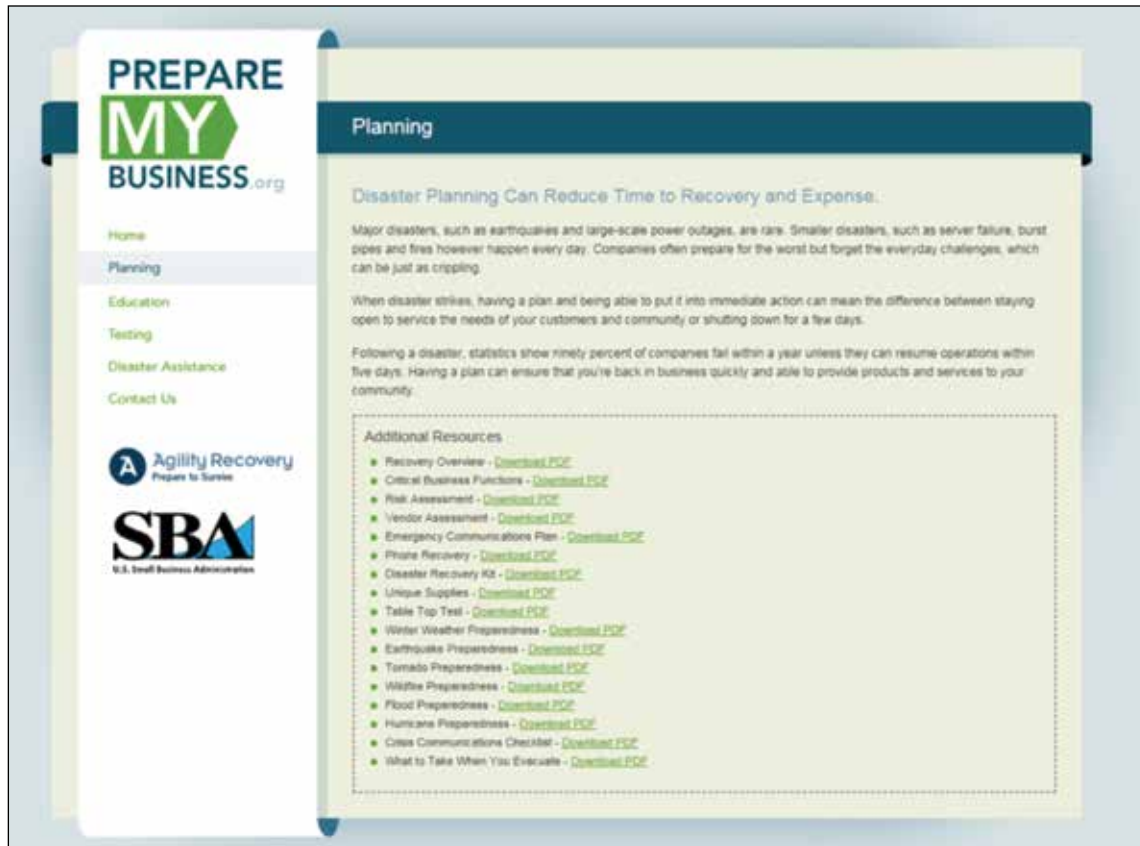 PREPARE
MY
BUSINESS.org
Home
Planning
Education
Testing
Disaster Assistance
Contact Us
Agility Recovery
Prepare to Survive
SBA
U.S. Small Business Administration
Planning
Disaster Planning Can Reduce Time to Recovery and Expense.
Major disasters, such as earthquakes and large-scale power outages, are rare. Smaller disasters, such as server failure, burst
pipes and fires however happen every day. Companies often prepare for the worst but forget the everyday challenges, which
can be just as crippling.
When disaster strikes, having a plan and being able to put it into immediate action can mean the difference between staying
open to service the needs of your customers and community or shutting down for a few days.
Following a disaster, statistics show ninety percent of companies fail within a year unless they can resume operations within
five days. Having a plan can ensure that you're back in business quickly and able to provide products and services to your
community.
Additional Resources
Recovery Overview - Download PDF
Critical Business Functions - Download PDF
Risk Assessment - Download PDF
Vendor Assessment - Download PDF
Emergency Communications Plan - Download PDF
Phone Recovery - Download PDF
Disaster Recovery Kit - Download PDF
Unique Supplies - Download PDF
Table Top Test - Download PDF
Winter Weather Preparedness - Download PDF
Earthquake Preparedness - Download PDF
Tornado Preparedness - Download PDF
Wildfire Preparedness - Download PDF
Flood Preparedness - Download PDF
Hurricane Preparedness - Download PDF
Crisis Communications Checklist - Download PDF
What to Take When You Evacuate - Download PDF